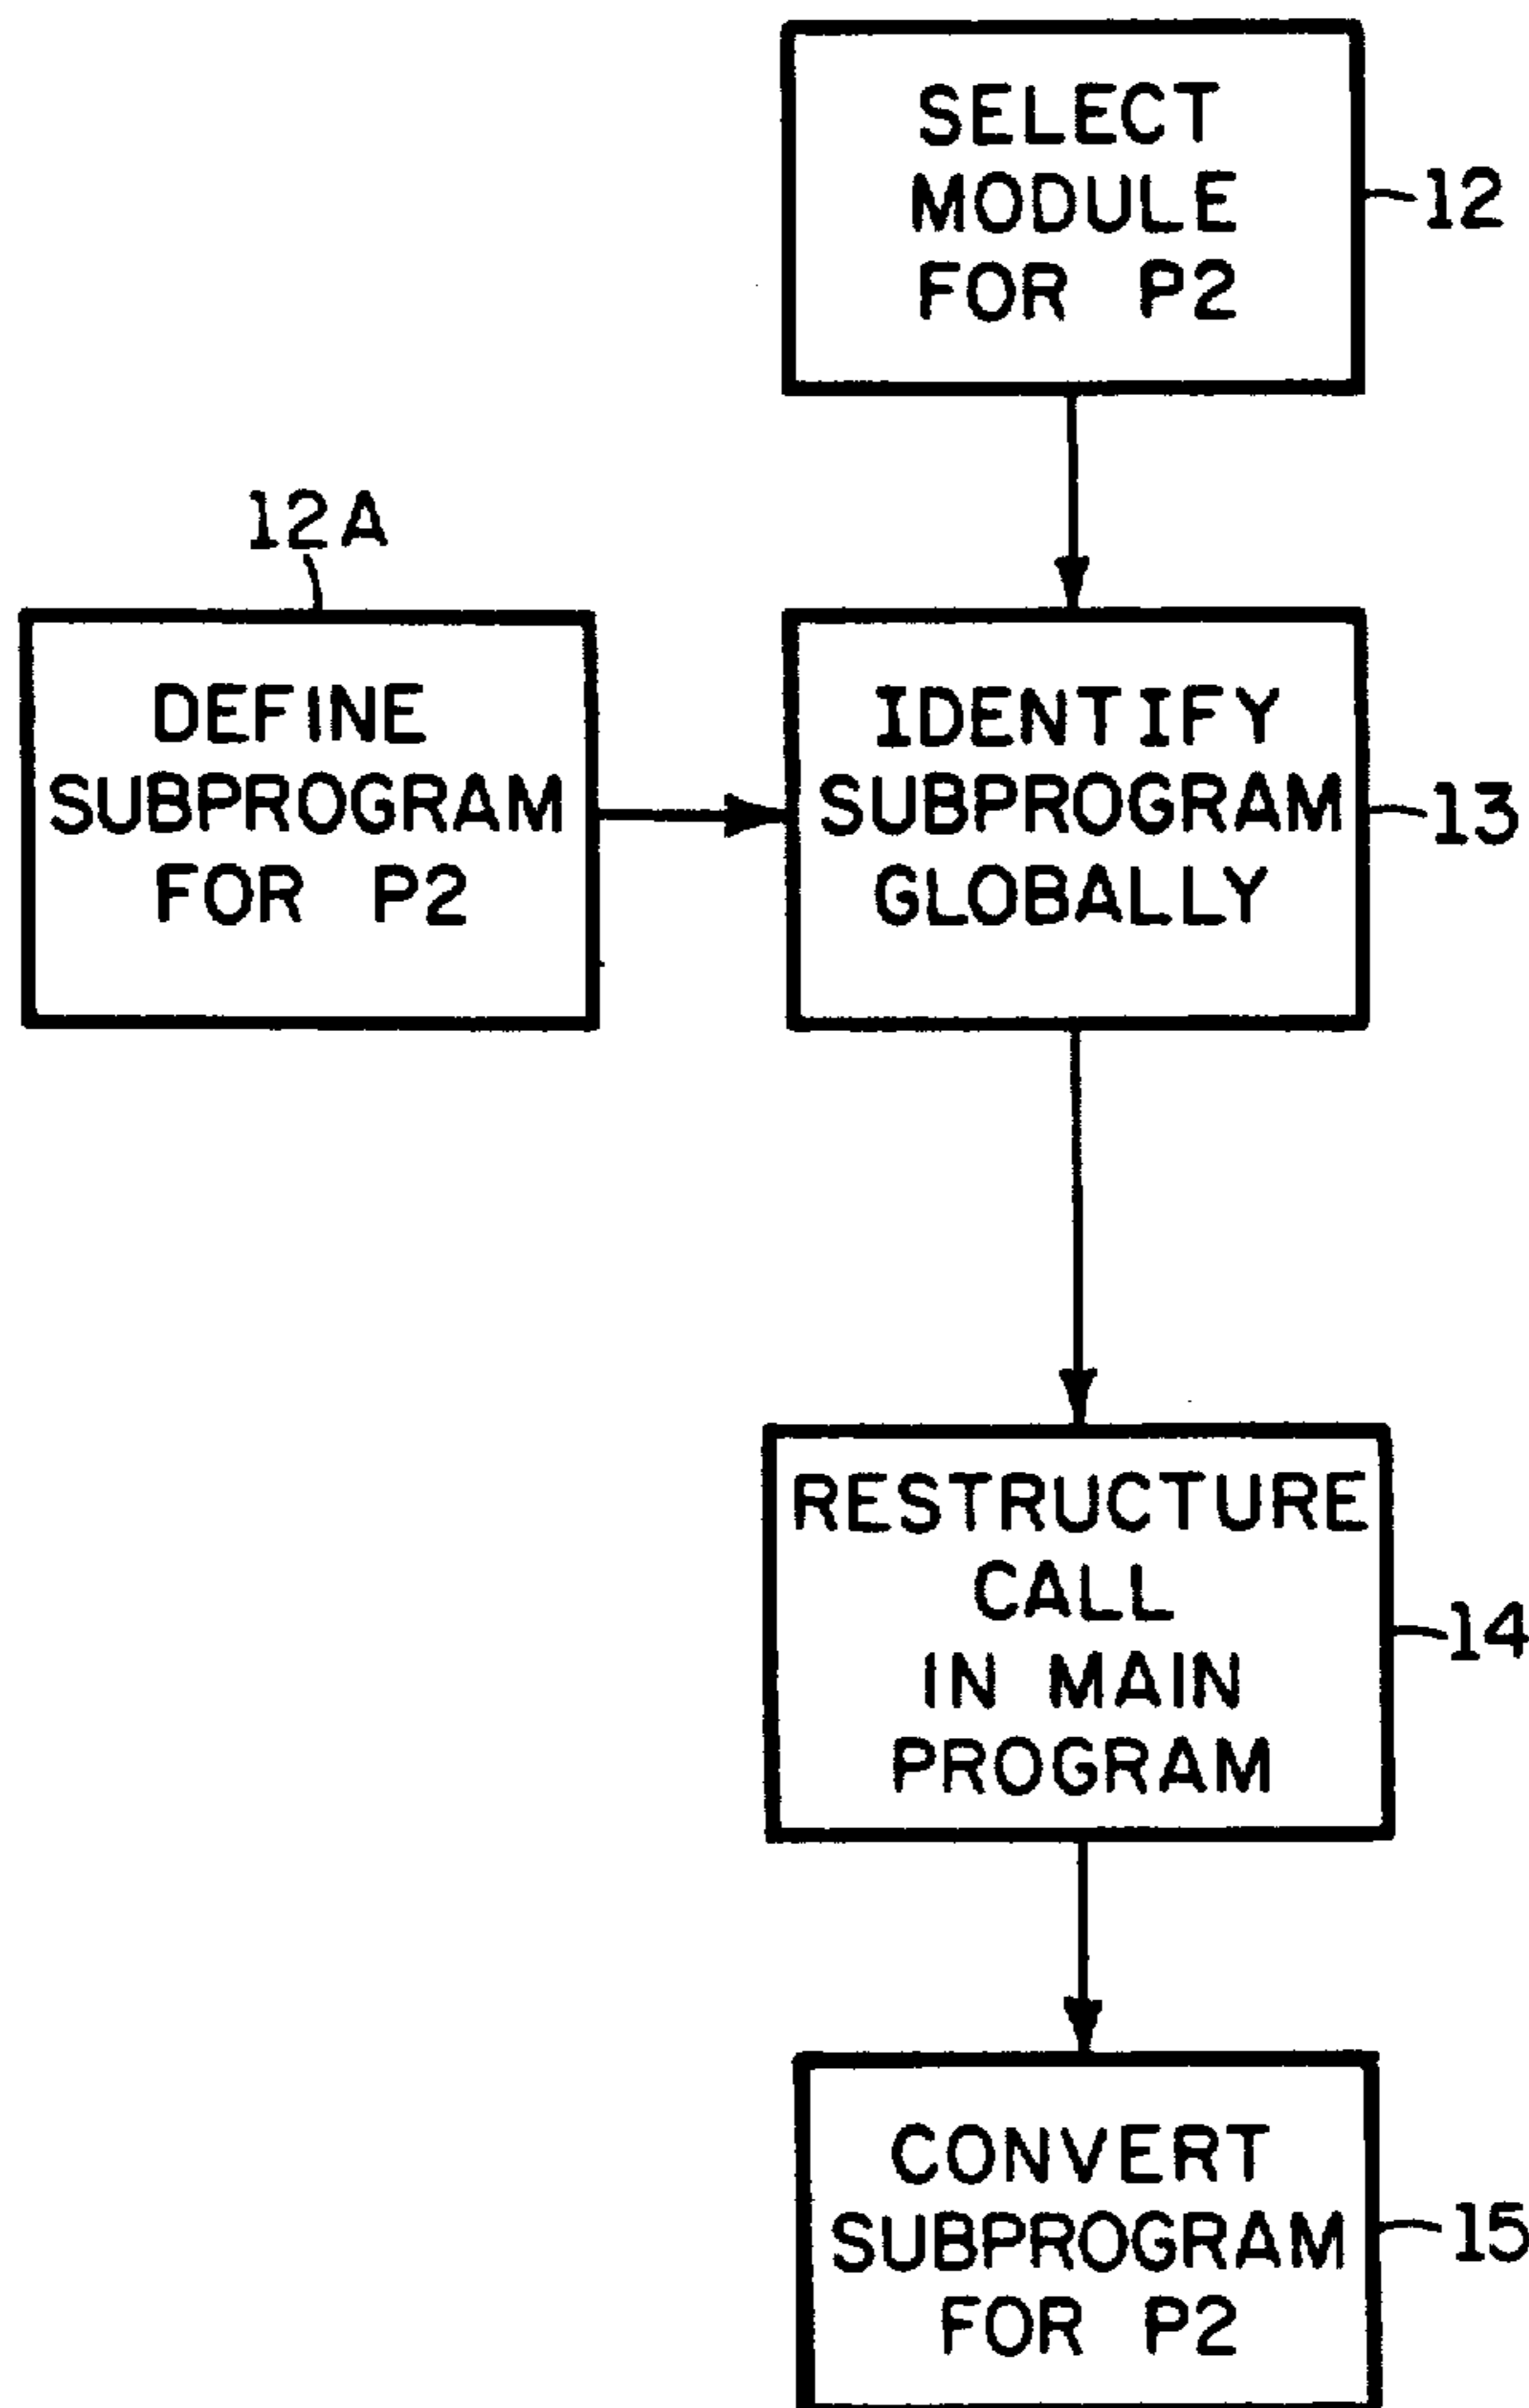 SELECT
MODULE
FOR P2
12
12A
DEFINE
SUBPROGRAM
FOR P2
IDENTIFY
SUBPROGRAM
GLOBALLY
13
RESTRUCTURE
CALL
IN MAIN
PROGRAM
14
CONVERT
SUBPROGRAM
FOR P2
15